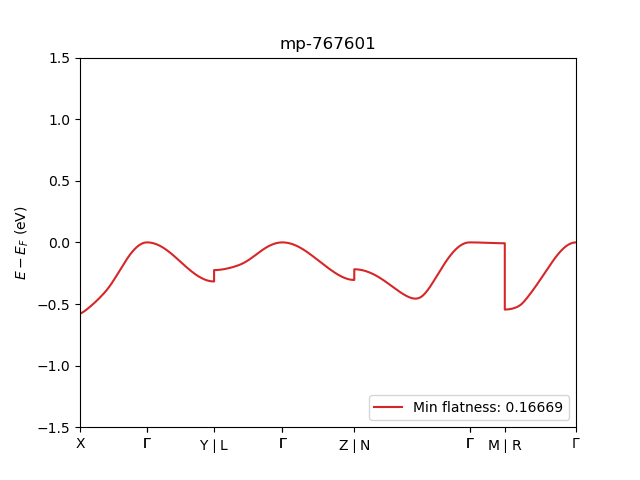 mp-767601
E − E_F (eV)
1.5
1.0
0.5
0.0
−0.5
−1.0
−1.5
X Γ Y | L Γ Z | N Γ M | R Γ
Min flatness: 0.16669